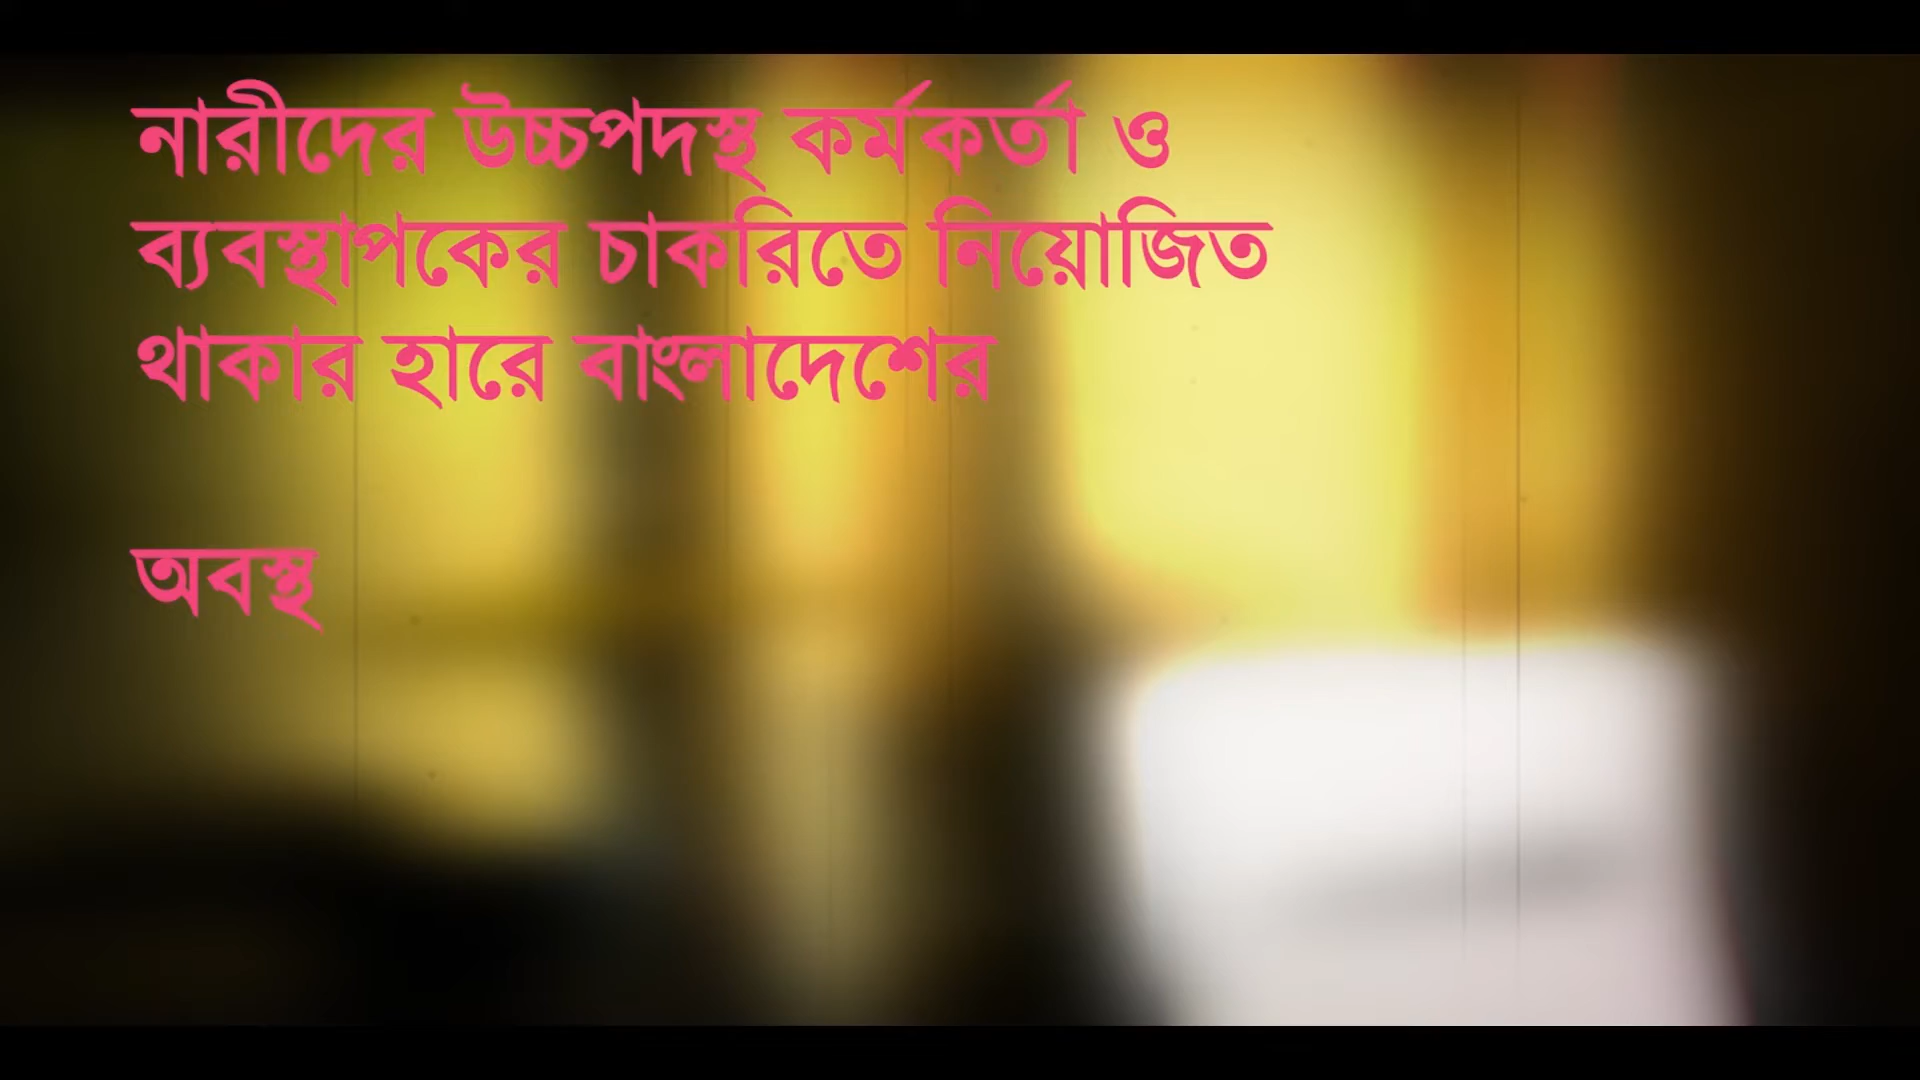 নারীদের উচ্চপদস্থ কর্মকর্তা ও
ব্যবস্থাপকের চাকরিতে নিয়োজিত
থাকার হারে বাংলাদেশের
অবস্থ